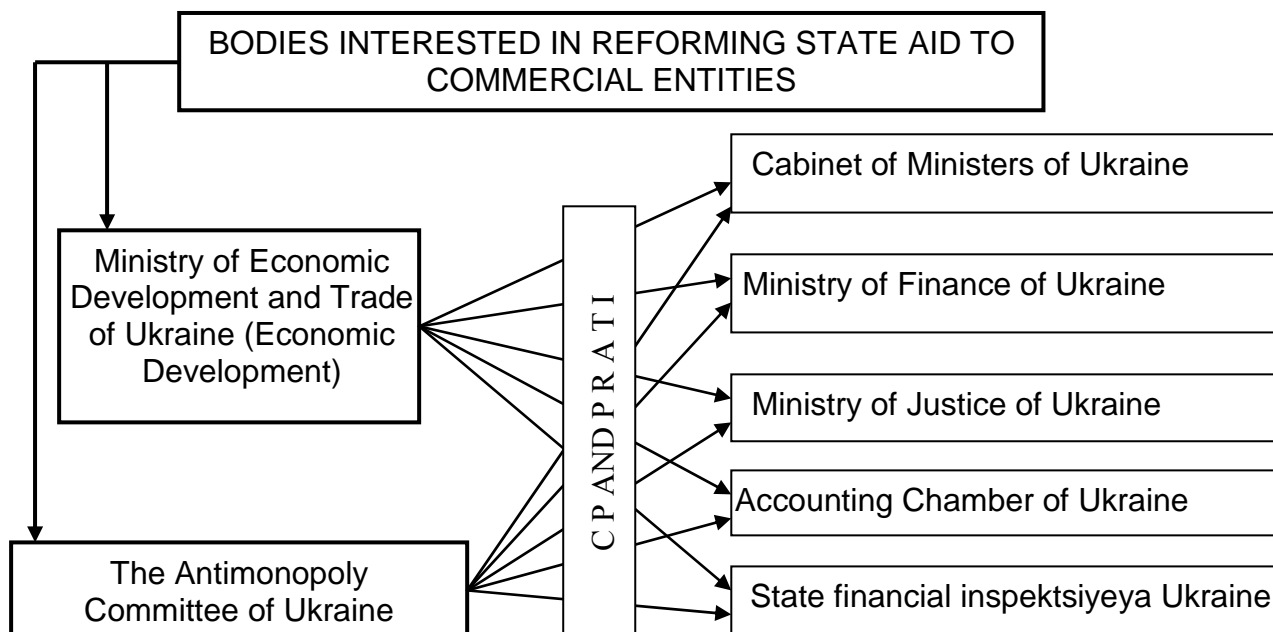 BODIES INTERESTED IN REFORMING STATE AID TO
COMMERCIAL ENTITIES
Ministry of Economic
Development and Trade
of Ukraine (Economic
Development)
The Antimonopoly
Committee of Ukraine
C P AND P R A T I
Cabinet of Ministers of Ukraine
Ministry of Finance of Ukraine
Ministry of Justice of Ukraine
Accounting Chamber of Ukraine
State financial inspektsiyeya Ukraine